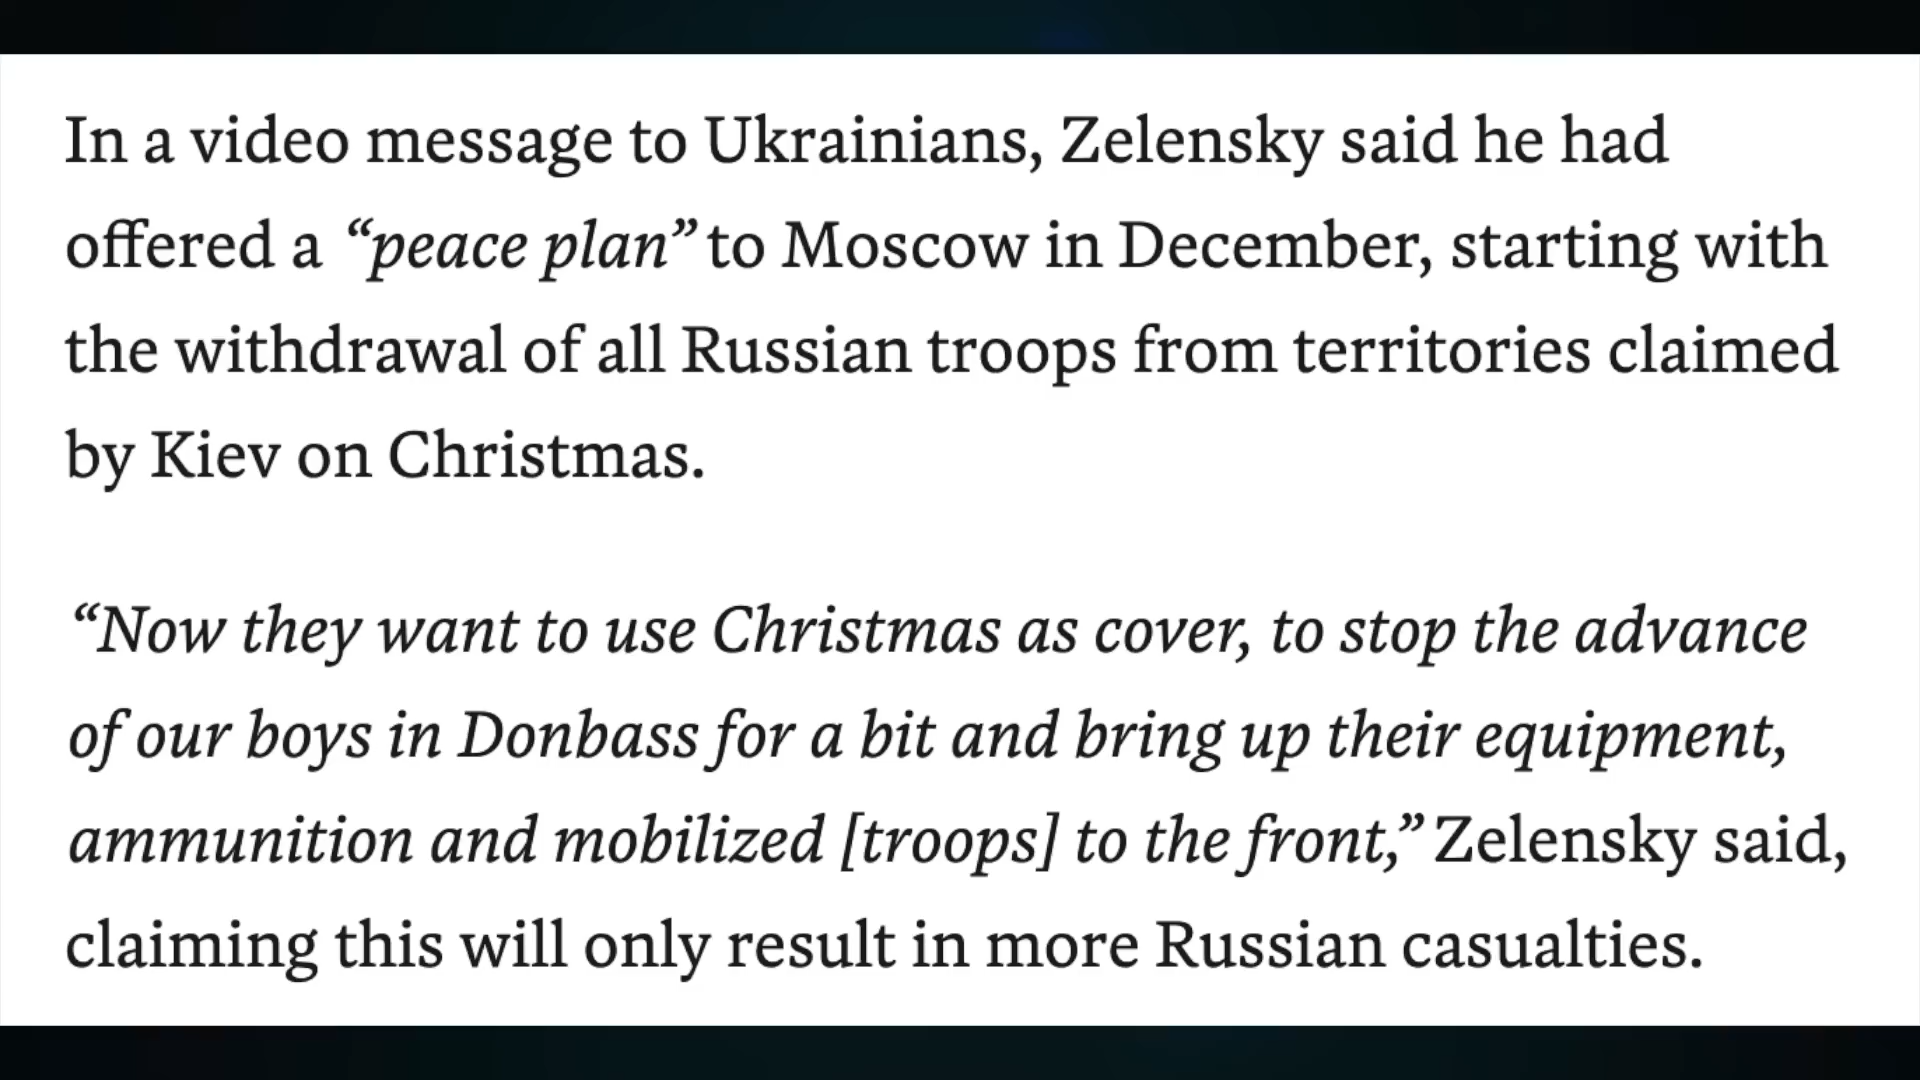 In a video message to Ukrainians, Zelensky said he had
offered a “peace plan” to Moscow in December, starting with
the withdrawal of all Russian troops from territories claimed
by Kiev on Christmas.
“Now they want to use Christmas as cover, to stop the advance
of our boys in Donbass for a bit and bring up their equipment,
ammunition and mobilized [troops] to the front,” Zelensky said,
claiming this will only result in more Russian casualties.